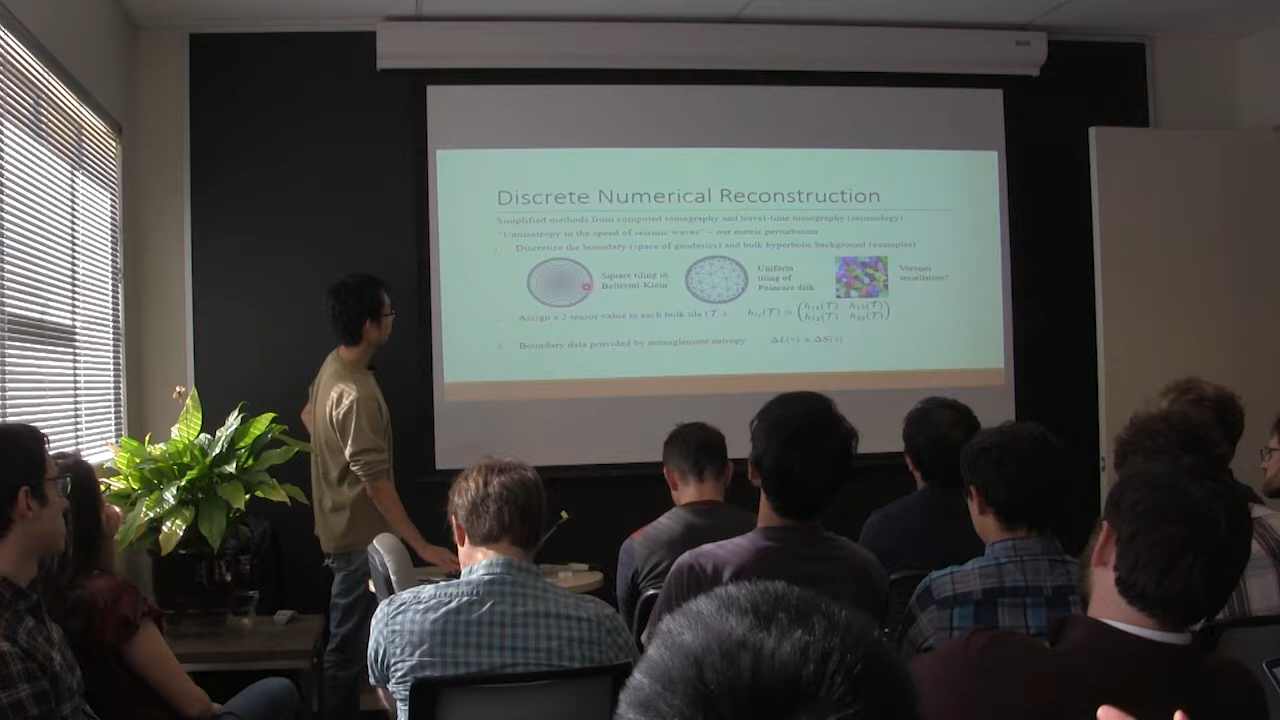 Discrete Numerical Reconstruction
Simplified methods from computed tomography and travel-time tomography (seismology)
in the speed of seismic waves" – our metric perturbation
Discretize the boundary (space of geodesics) and bulk hyperbolic background (examples)
Square tiling in
Beltrami-Klein
Uniform
tiling of
Poincare disk
Voronoi
tessellation?
Assign a 2-tensor value to each bulk tile (T
Boundary data provided by entanglement entropy